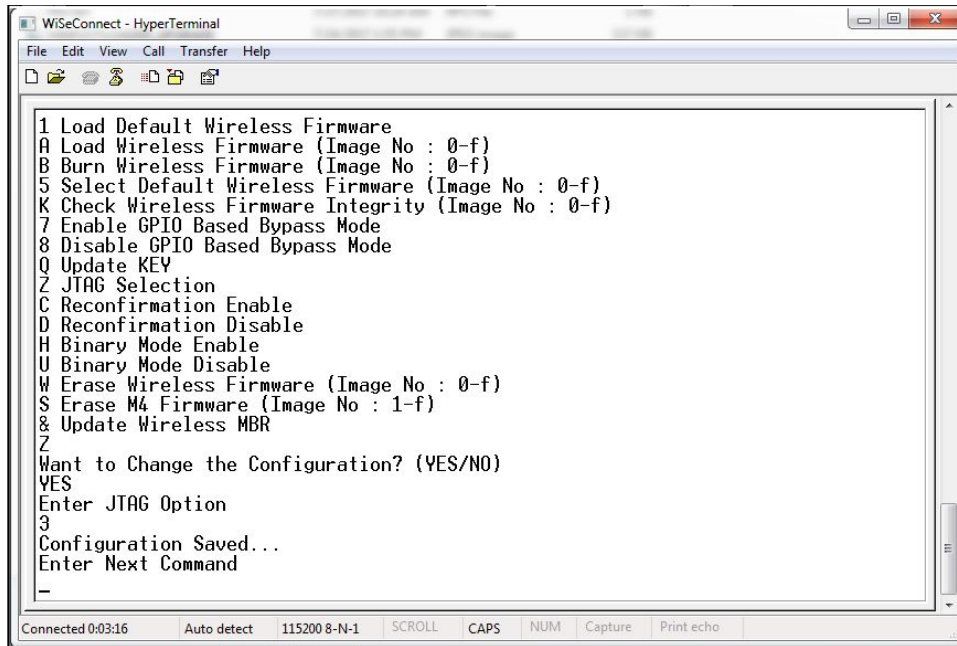 WiSeConnect - HyperTerminal
File Edit View Call Transfer Help
1 Load Default Wireless Firmware
A Load Wireless Firmware (Image No : 0-f)
B Burn Wireless Firmware (Image No : 0-f)
5 Select Default Wireless Firmware (Image No : 0-f)
K Check Wireless Firmware Integrity (Image No : 0-f)
7 Enable GPIO Based Bypass Mode
8 Disable GPIO Based Bypass Mode
Q Update KEY
Z JTAG Selection
C Reconfirmation Enable
D Reconfirmation Disable
H Binary Mode Enable
U Binary Mode Disable
W Erase Wireless Firmware (Image No : 0-f)
S Erase M4 Firmware (Image No : 1-f)
& Update Wireless MBR
Z
Want to Change the Configuration? (YES/NO)
YES
Enter JTAG Option
3
Configuration Saved...
Enter Next Command
Connected 0:03:16 Auto detect 115200 8-N-1 SCROLL CAPS NUM Capture Print echo